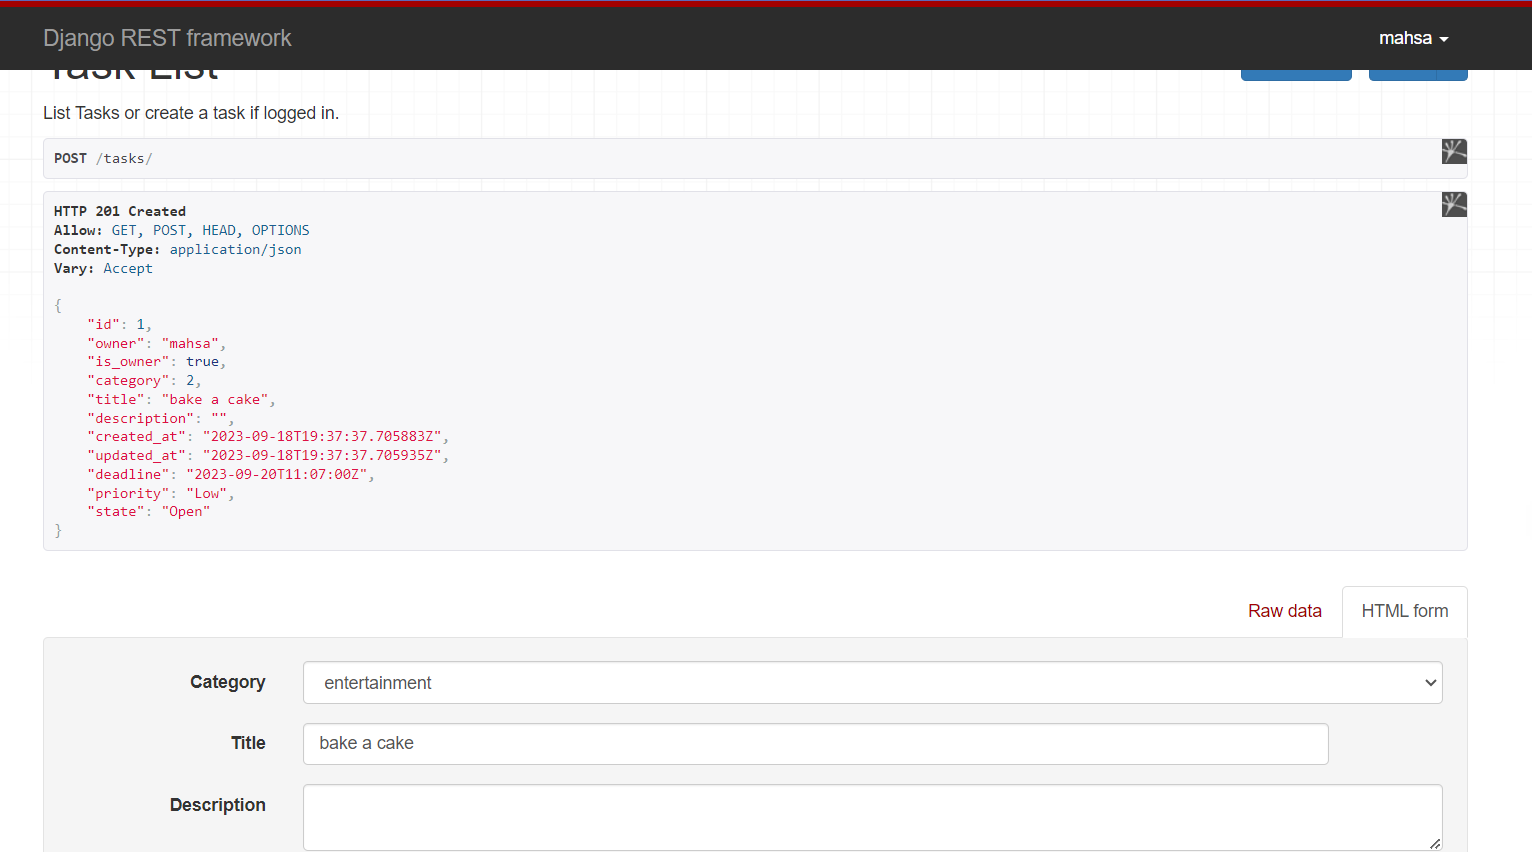 Django REST framework
mahsa
Task List
List Tasks or create a task if logged in.
POST /tasks/
HTTP 201 Created
Allow: GET, POST, HEAD, OPTIONS
Content-Type: application/json
Vary: Accept
{
    "id": 1,
    "owner": "mahsa",
    "is_owner": true,
    "category": 2,
    "title": "bake a cake",
    "description": "",
    "created_at": "2023-09-18T19:37:37.705883Z",
    "updated_at": "2023-09-18T19:37:37.705935Z",
    "deadline": "2023-09-20T11:07:00Z",
    "priority": "Low",
    "state": "Open"
}
Raw data
HTML form
Category
entertainment
Title
bake a cake
Description